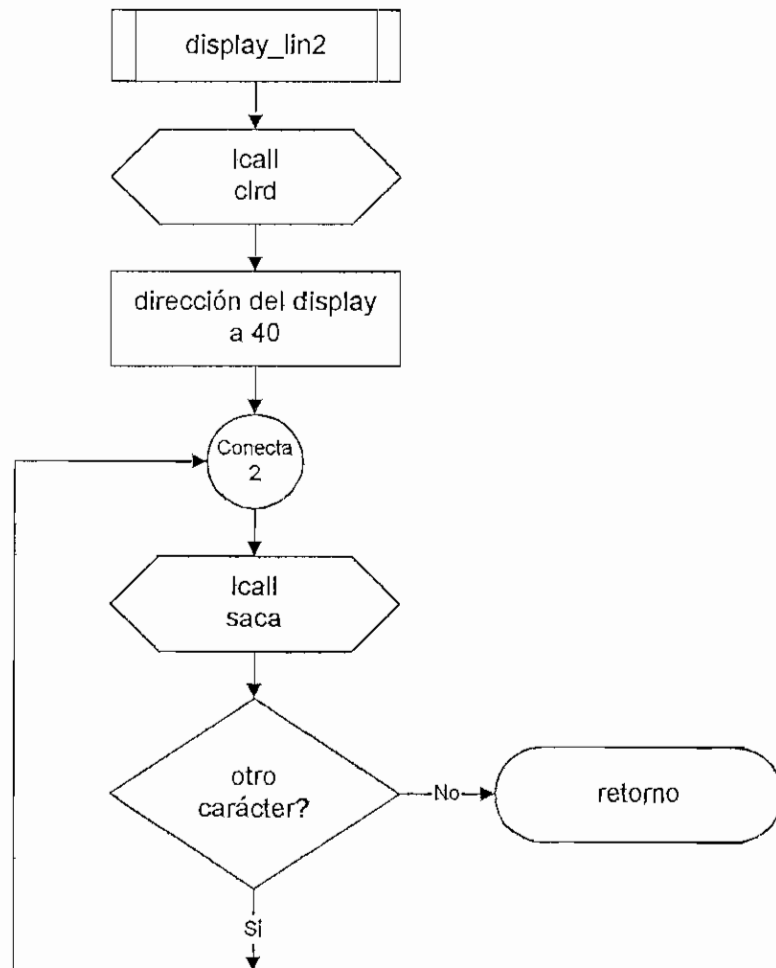 display_lin2
lcall
clrd
dirección del display
a 40
Conecta
2
lcall
saca
otro
carácter?
No
retorno
Si